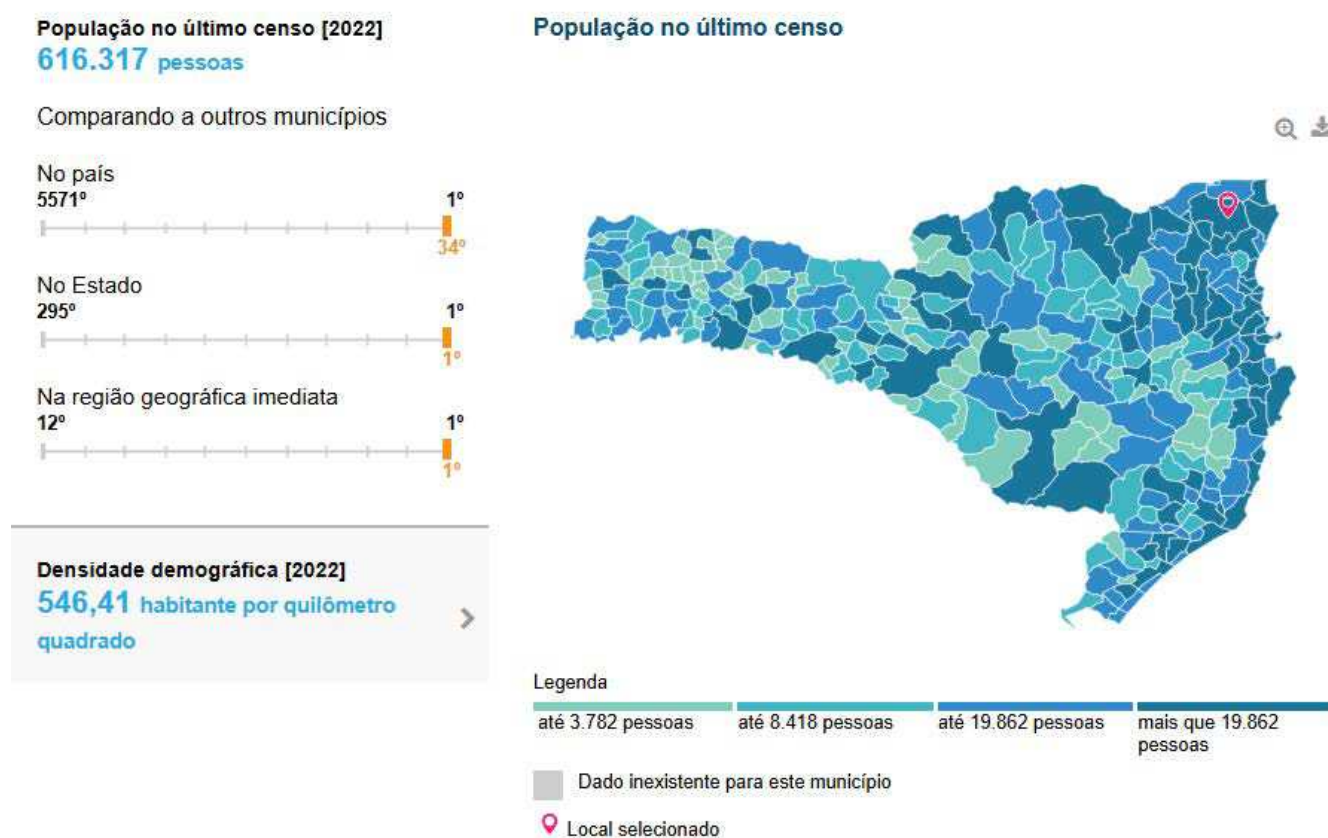 População no último censo [2022]
616.317 pessoas
Comparando a outros municípios
No país
5571º
1º
34º
No Estado
295º
1º
1º
Na região geográfica imediata
12º
1º
1º
Densidade demográfica [2022]
546,41 habitante por quilômetro
quadrado
População no último censo
Legenda
até 3.782 pessoas
até 8.418 pessoas
até 19.862 pessoas
mais que 19.862
pessoas
Dado inexistente para este município
Local selecionado